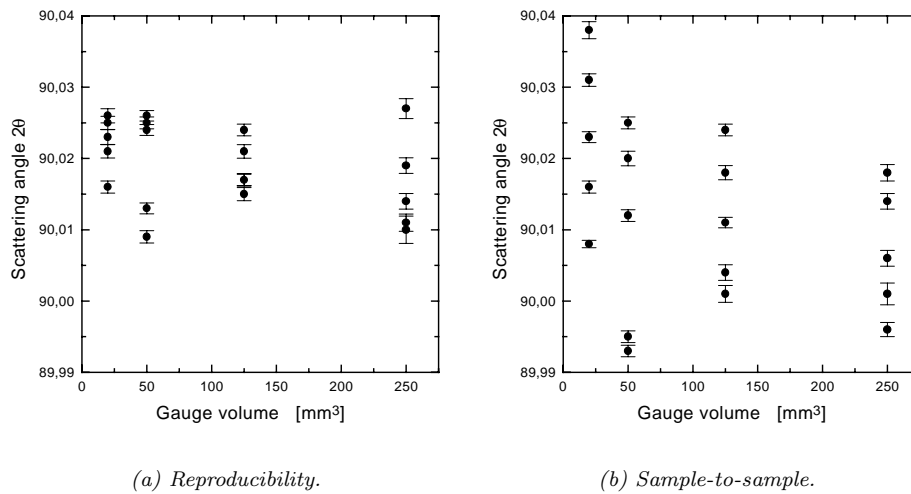 90,04
90,03
90,02
90,01
90,00
89,99
Scattering angle 2θ
0 50 100 150 200 250
Gauge volume [mm³]
(a) Reproducibility.
90,04
90,03
90,02
90,01
90,00
89,99
Scattering angle 2θ
0 50 100 150 200 250
Gauge volume [mm³]
(b) Sample-to-sample.